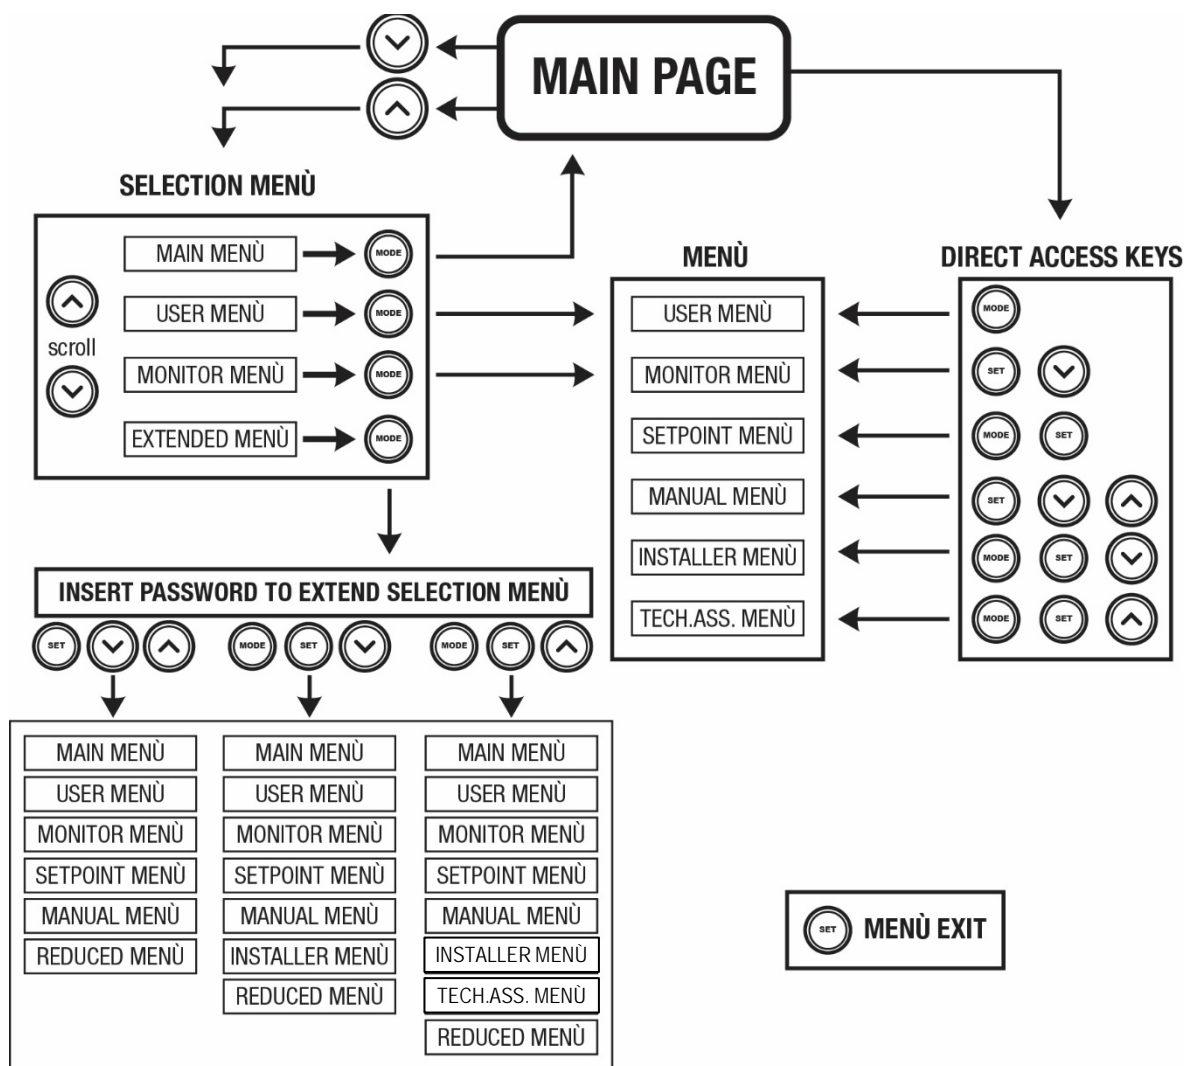 MAIN PAGE
SELECTION MENÙ
MAIN MENÙ MODE
USER MENÙ MODE
scroll
MONITOR MENÙ MODE
EXTENDED MENÙ MODE
MENÙ
USER MENÙ
MONITOR MENÙ
SETPOINT MENÙ
MANUAL MENÙ
INSTALLER MENÙ
TECH.ASS. MENÙ
DIRECT ACCESS KEYS
MODE
SET
MODE SET
SET
MODE SET
MODE SET
INSERT PASSWORD TO EXTEND SELECTION MENÙ
SET
MODE SET
MODE SET
MAIN MENÙ
USER MENÙ
MONITOR MENÙ
SETPOINT MENÙ
MANUAL MENÙ
REDUCED MENÙ
MAIN MENÙ
USER MENÙ
MONITOR MENÙ
SETPOINT MENÙ
MANUAL MENÙ
INSTALLER MENÙ
REDUCED MENÙ
MAIN MENÙ
USER MENÙ
MONITOR MENÙ
SETPOINT MENÙ
MANUAL MENÙ
INSTALLER MENÙ
TECH.ASS. MENÙ
REDUCED MENÙ
SET MENÙ EXIT